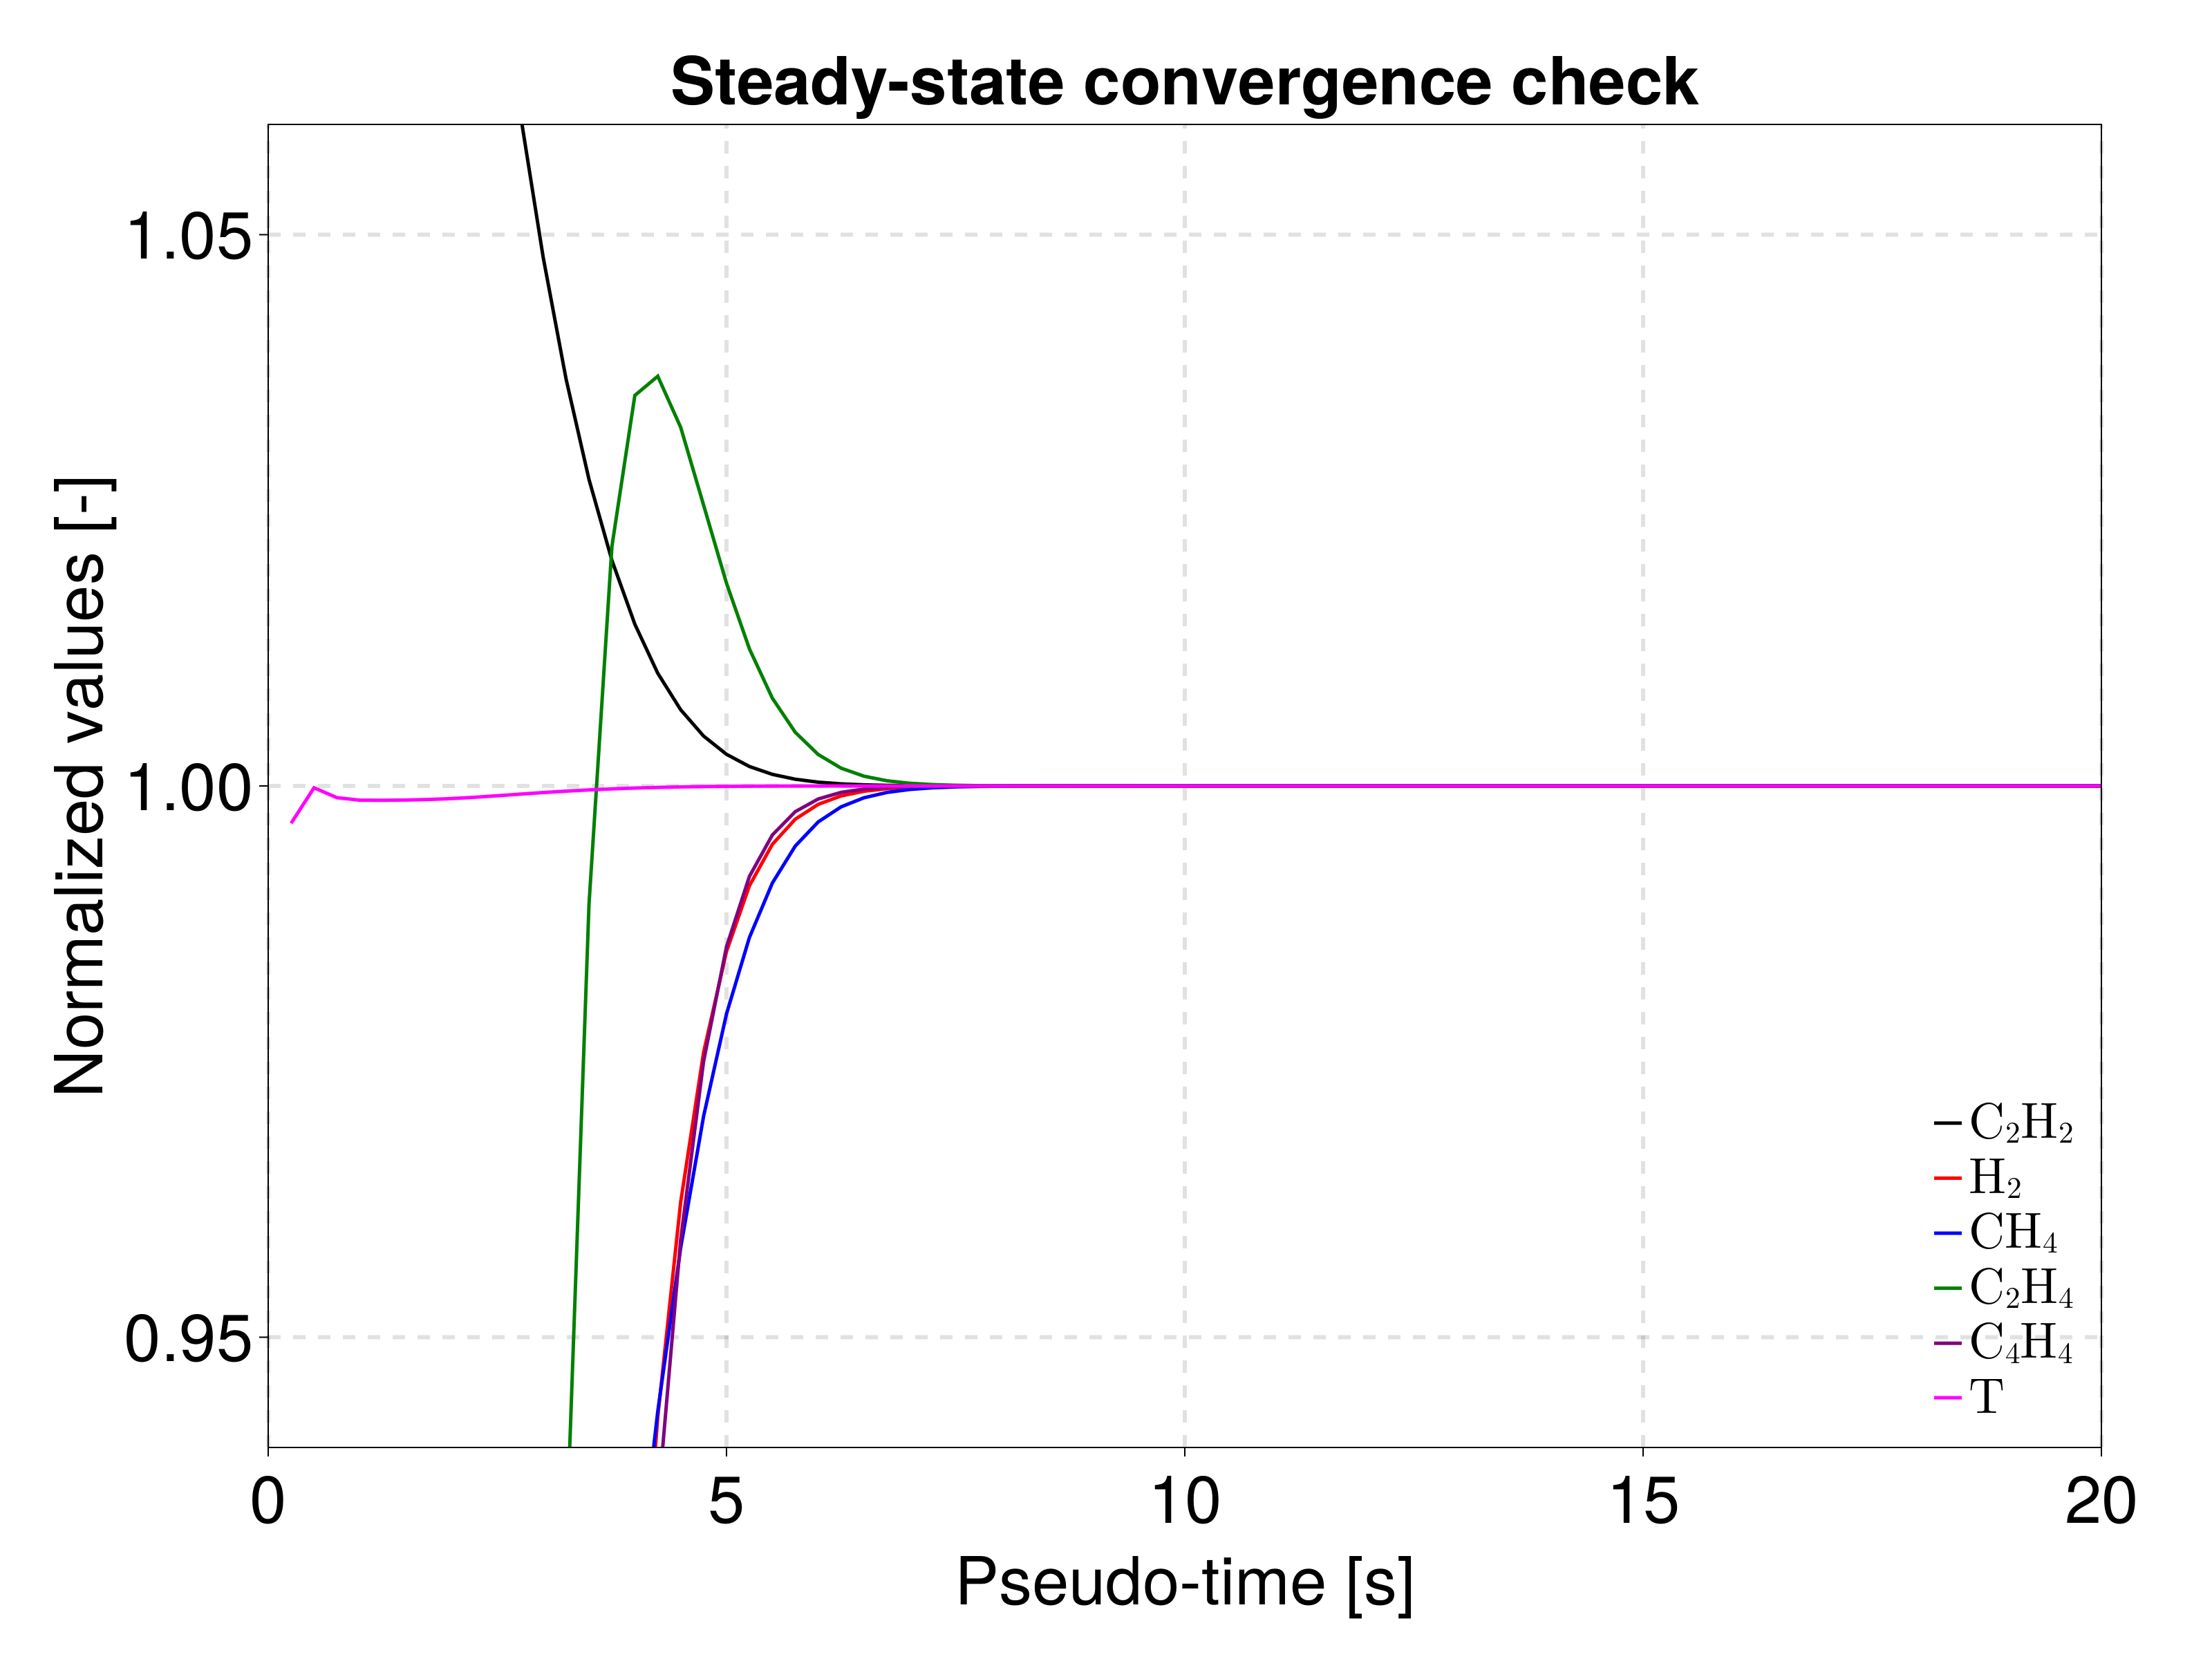 Steady-state convergence check
Normalized values [-]
1.05
1.00
0.95
C₂H₂
H₂
CH₄
C₂H₄
C₄H₄
T
0 5 10 15 20
Pseudo-time [s]